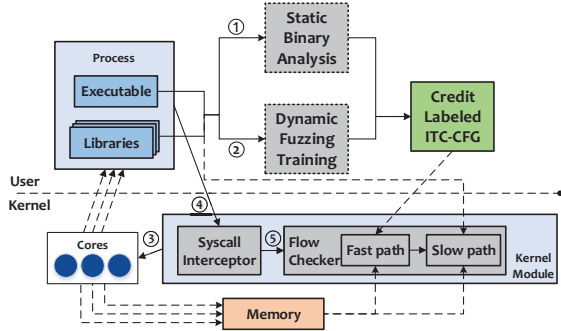 Process
Executable
Libraries
①
Static
Binary
Analysis
②
Dynamic
Fuzzing
Training
Credit
Labeled
ITC-CFG
User
Kernel
③
④
Cores
Syscall
Interceptor
⑤
Flow
Checker
Fast path
Slow path
Kernel
Module
Memory